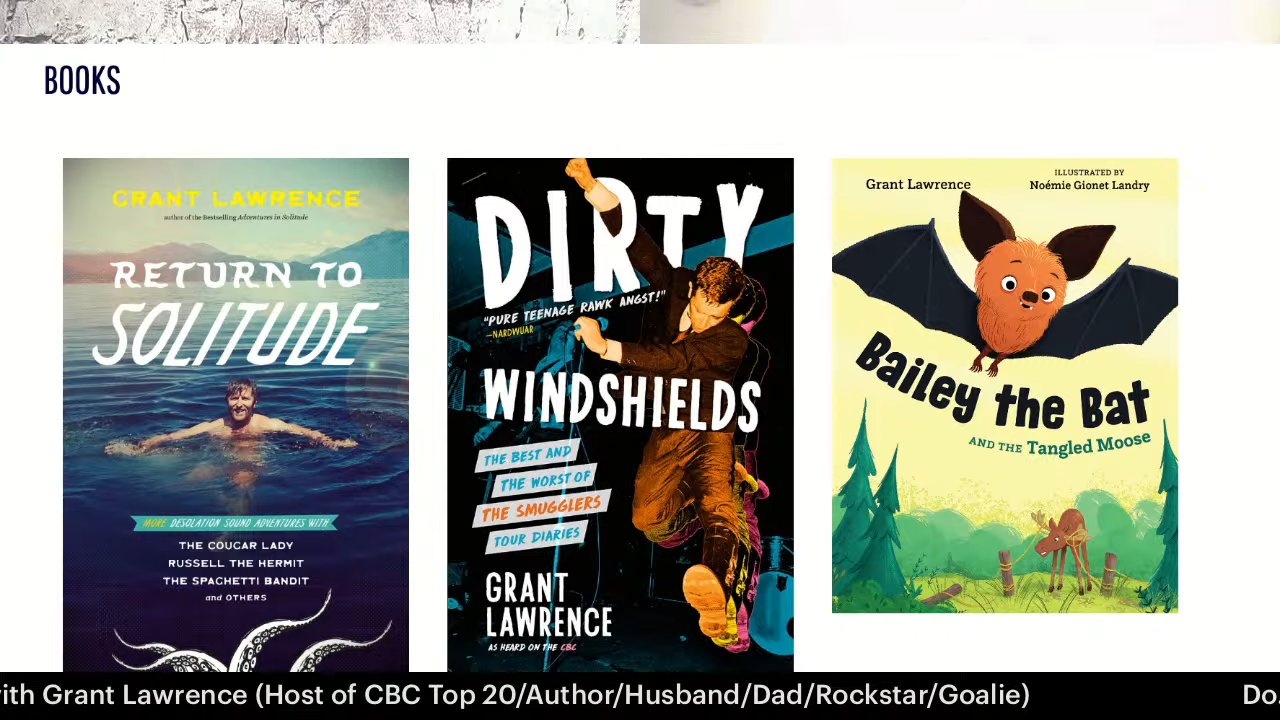 BOOKS
GRANT LAWRENCE
author of the Bestselling Adventures in Solitude
RETURN TO
SOLITUDE
MORE DESOLATION SOUND ADVENTURES WITH
THE COUGAR LADY
RUSSELL THE HERMIT
THE SPAGHETTI BANDIT
and OTHERS
DIRTY
"PURE TEENAGE RAWK ANGST!"
—NARDWUAR
WINDSHIELDS
THE BEST AND
THE WORST OF
THE SMUGGLERS
TOUR DIARIES
GRANT
LAWRENCE
AS HEARD ON THE CBC
Grant Lawrence
ILLUSTRATED BY
Noémie Gionet Landry
Bailey the Bat
AND THE Tangled Moose
ith Grant Lawrence (Host of CBC Top 20/Author/Husband/Dad/Rockstar/Goalie)
Do